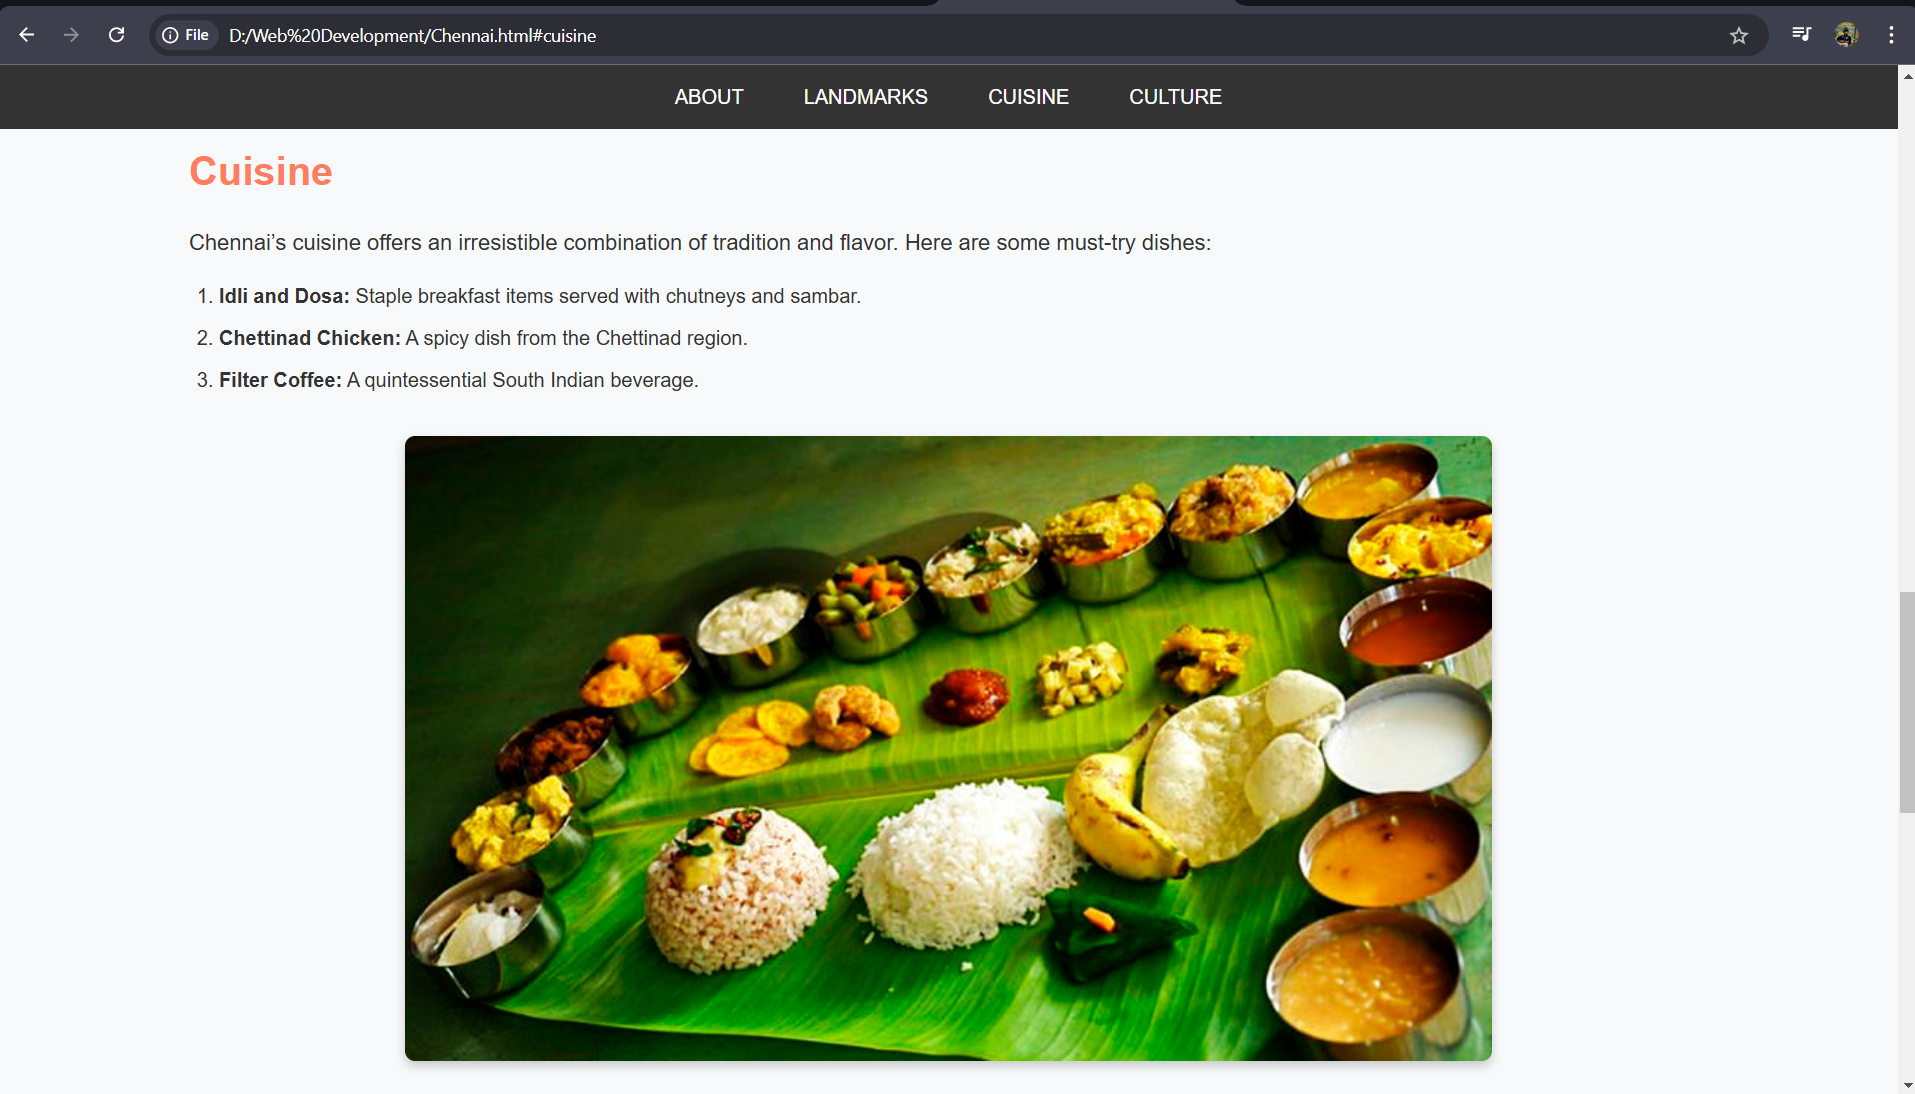 File D:/Web%20Development/Chennai.html#cuisine
ABOUT LANDMARKS CUISINE CULTURE
Cuisine
Chennai’s cuisine offers an irresistible combination of tradition and flavor. Here are some must-try dishes:
1. Idli and Dosa: Staple breakfast items served with chutneys and sambar.
2. Chettinad Chicken: A spicy dish from the Chettinad region.
3. Filter Coffee: A quintessential South Indian beverage.